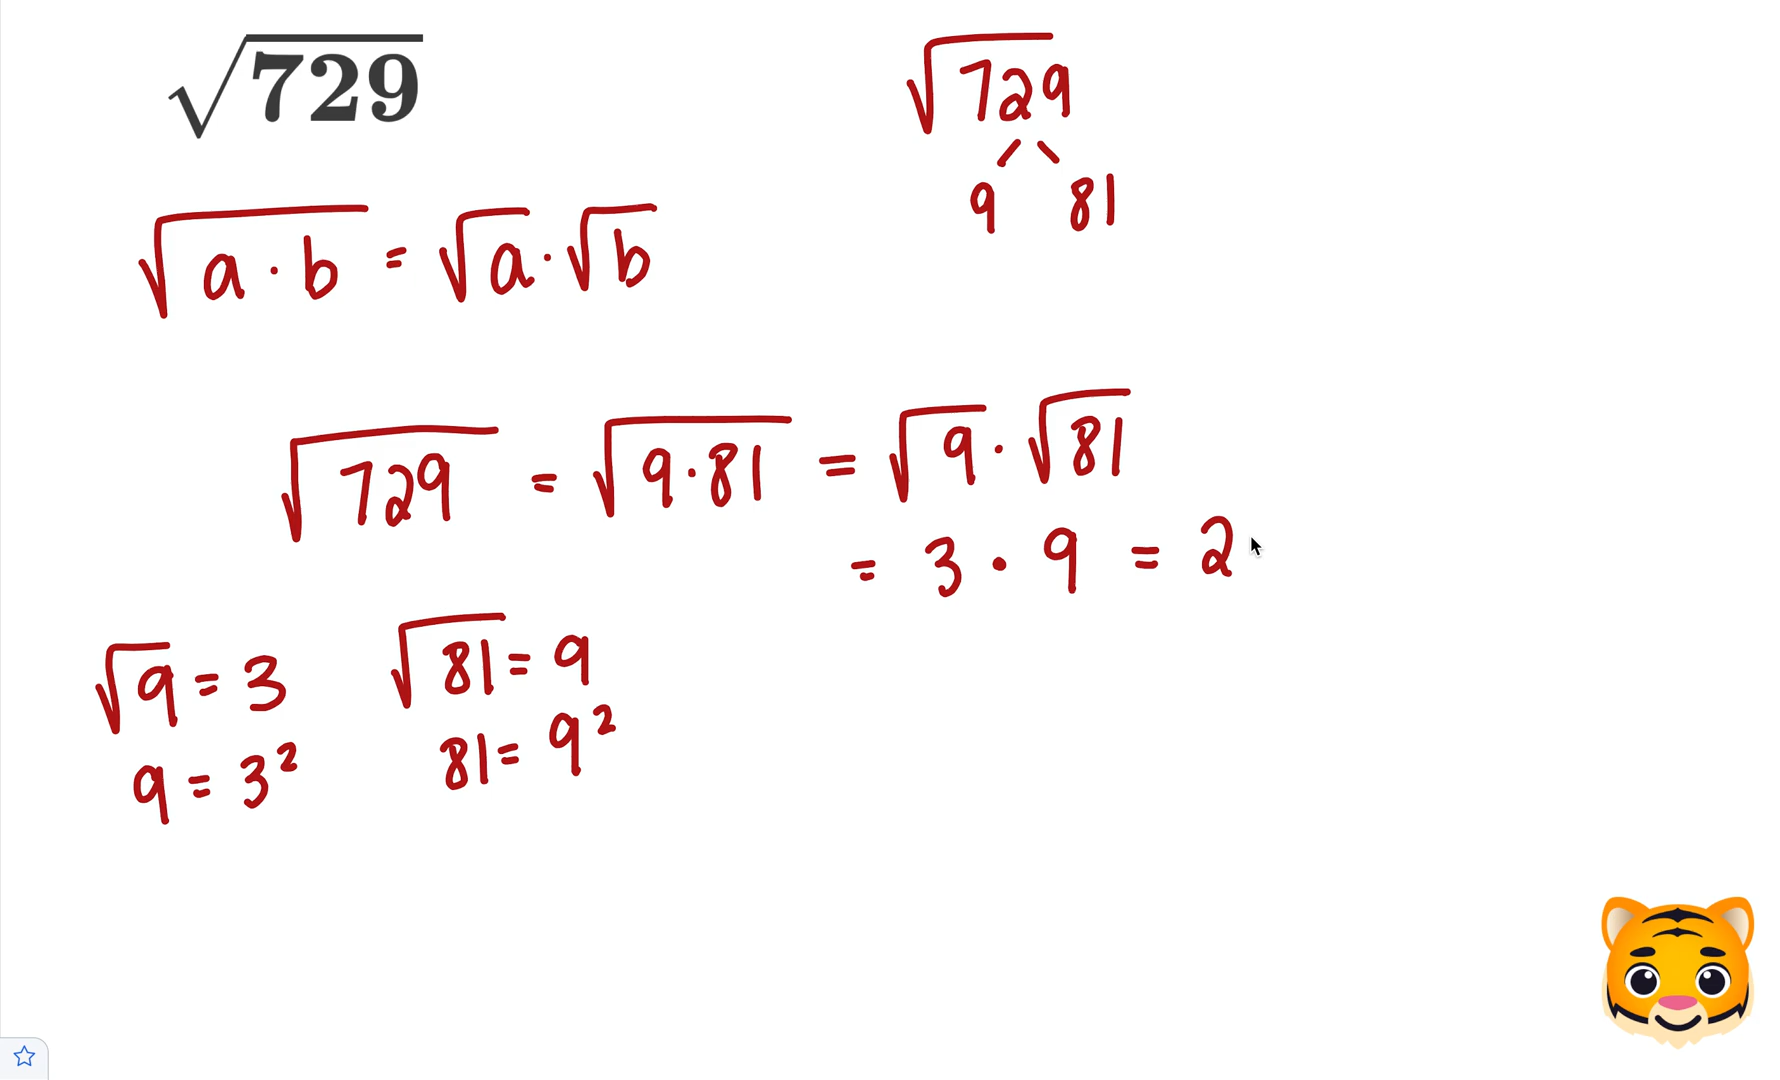 √729
√729
9 81
√a · b = √a · √b
√729 = √9 · 81 = √9 · √81
= 3 · 9 = 2
√9 = 3
9 = 3²
√81 = 9
81 = 9²